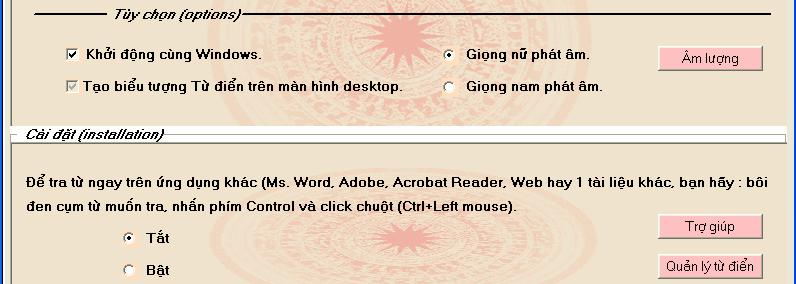 Tùy chọn (options)
Khởi động cùng Windows.
Giọng nữ phát âm.
Âm lượng
Tạo biểu tượng Từ điển trên màn hình desktop.
Giọng nam phát âm.
Cài đặt (installation)
Để tra từ ngay trên ứng dụng khác (Ms. Word, Adobe, Acrobat Reader, Web hay 1 tài liệu khác, bạn hãy : bôi
đen cụm từ muốn tra, nhấn phím Control và click chuột (Ctrl+Left mouse).
Trợ giúp
Tắt
Quản lý từ điển
Bật